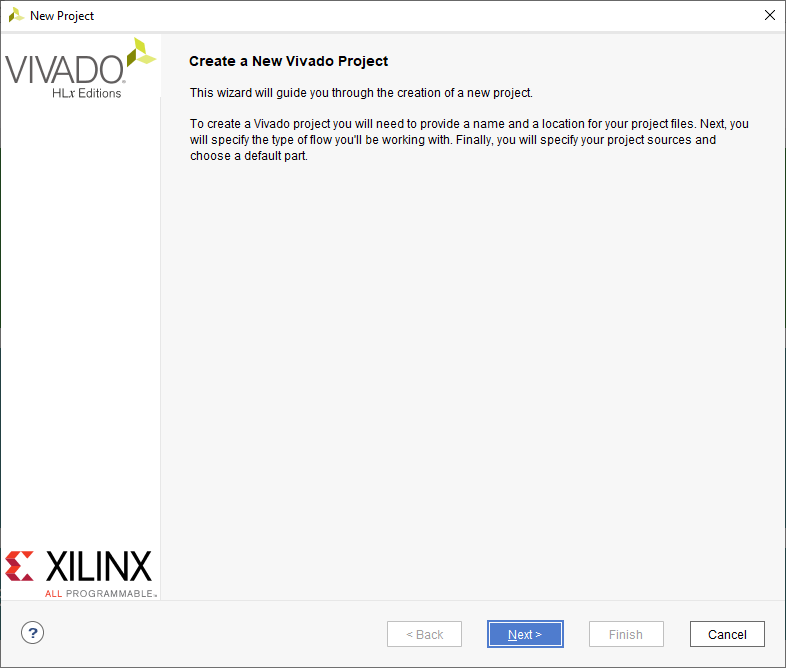 New Project
VIVADO
HLx Editions
Create a New Vivado Project
This wizard will guide you through the creation of a new project.
To create a Vivado project you will need to provide a name and a location for your project files. Next, you
will specify the type of flow you'll be working with. Finally, you will specify your project sources and
choose a default part.
XILINX
ALL PROGRAMMABLE™
?
< Back
Next >
Finish
Cancel